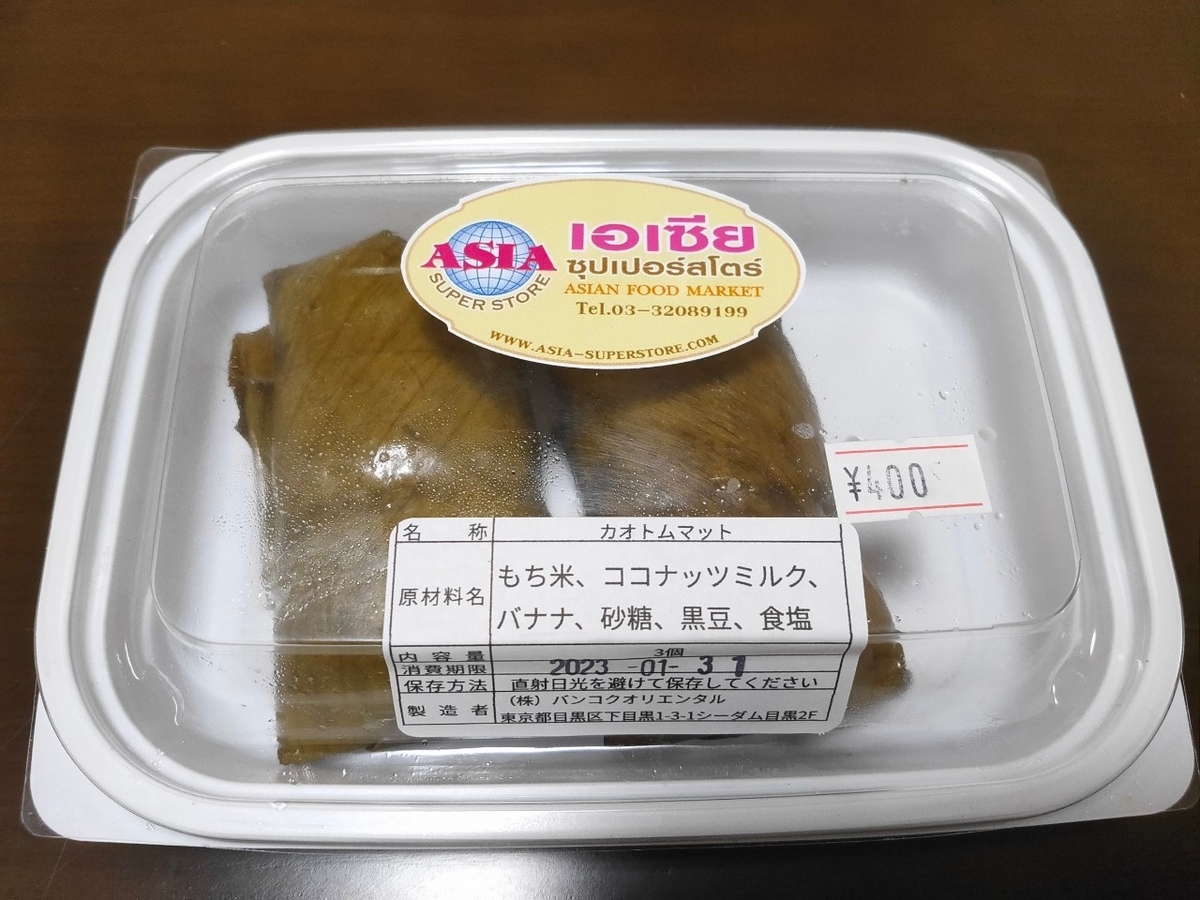 ASIA
SUPER STORE
เอเซีย
ซุปเปอร์สโตร์
ASIAN FOOD MARKET
Tel.03-32089199
WWW.ASIA-SUPERSTORE.COM
¥400
名 称 カオトムマット
原材料名 もち米、ココナッツミルク、
バナナ、砂糖、黒豆、食塩
内容量 3個
消費期限 2023-01-31
保存方法 直射日光を避けて保存してください
製造者 （株）バンコクオリエンタル
東京都目黒区下目黒1-3-1シーダム目黒2F